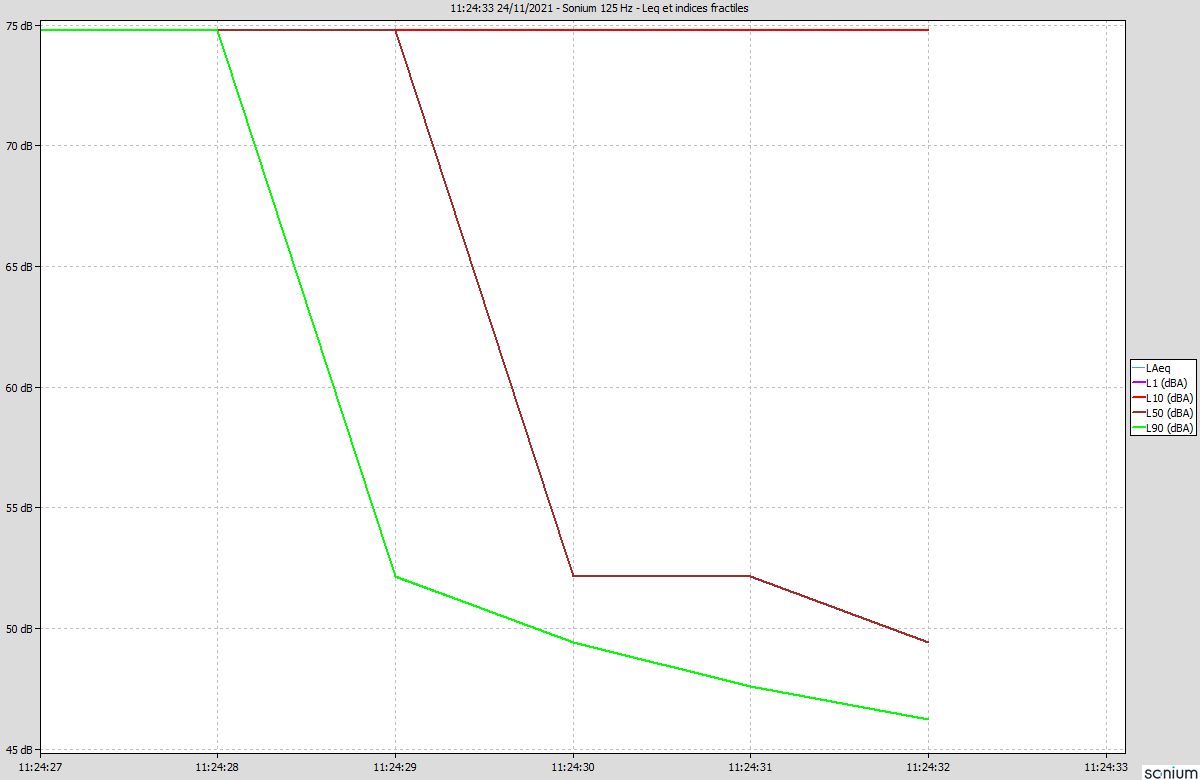 11:24:33 24/11/2021 - Sonium 125 Hz - Leq et indices fractiles
75 dB
70 dB
65 dB
60 dB
55 dB
50 dB
45 dB
LAeq
L1 (dBA)
L10 (dBA)
L50 (dBA)
L90 (dBA)
11:24:27 11:24:28 11:24:29 11:24:30 11:24:31 11:24:32 11:24:33
sonium